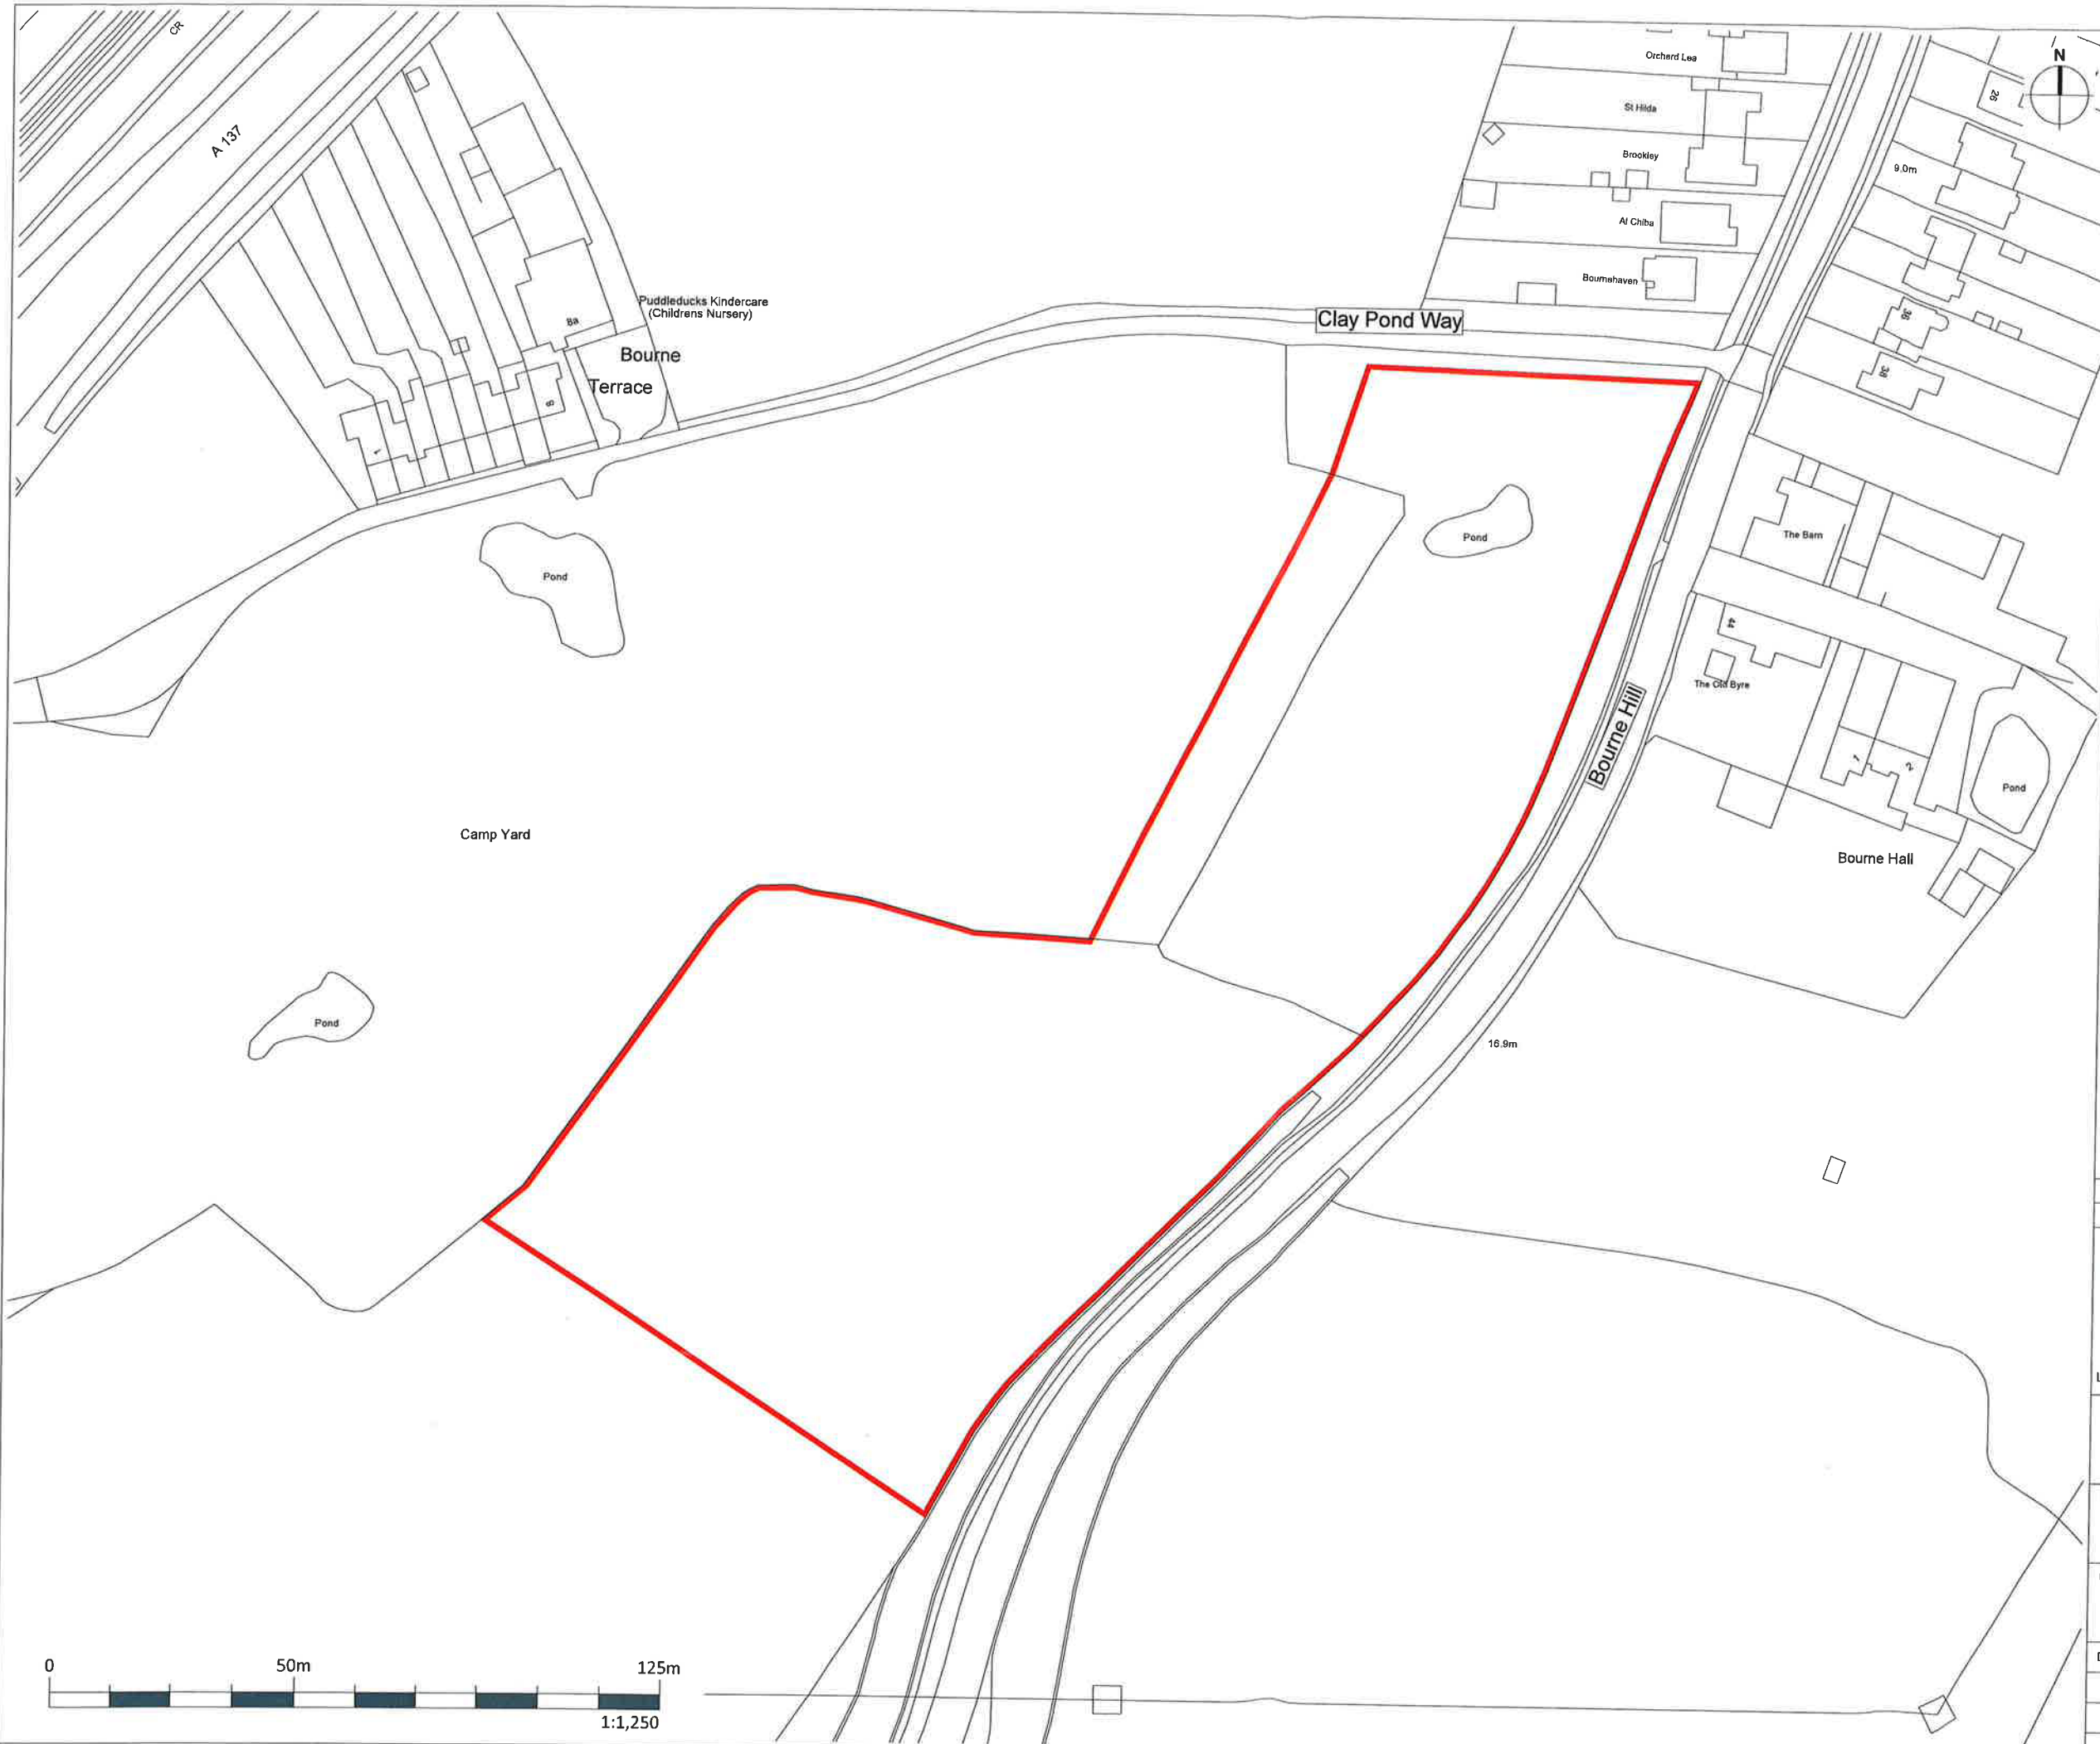 CR
A 137
Orchard Lea
St Hilda
Brookley
Al Chiba
Bournehaven
N
26
9.0m
36
38
Puddleducks Kindercare
(Childrens Nursery)
8a
Bourne
Terrace
8
1
Clay Pond Way
Pond
Pond
The Barn
44
The Old Byre
Bourne Hill
1
2
Pond
Camp Yard
Bourne Hall
Pond
16.9m
0
50m
125m
1:1,250